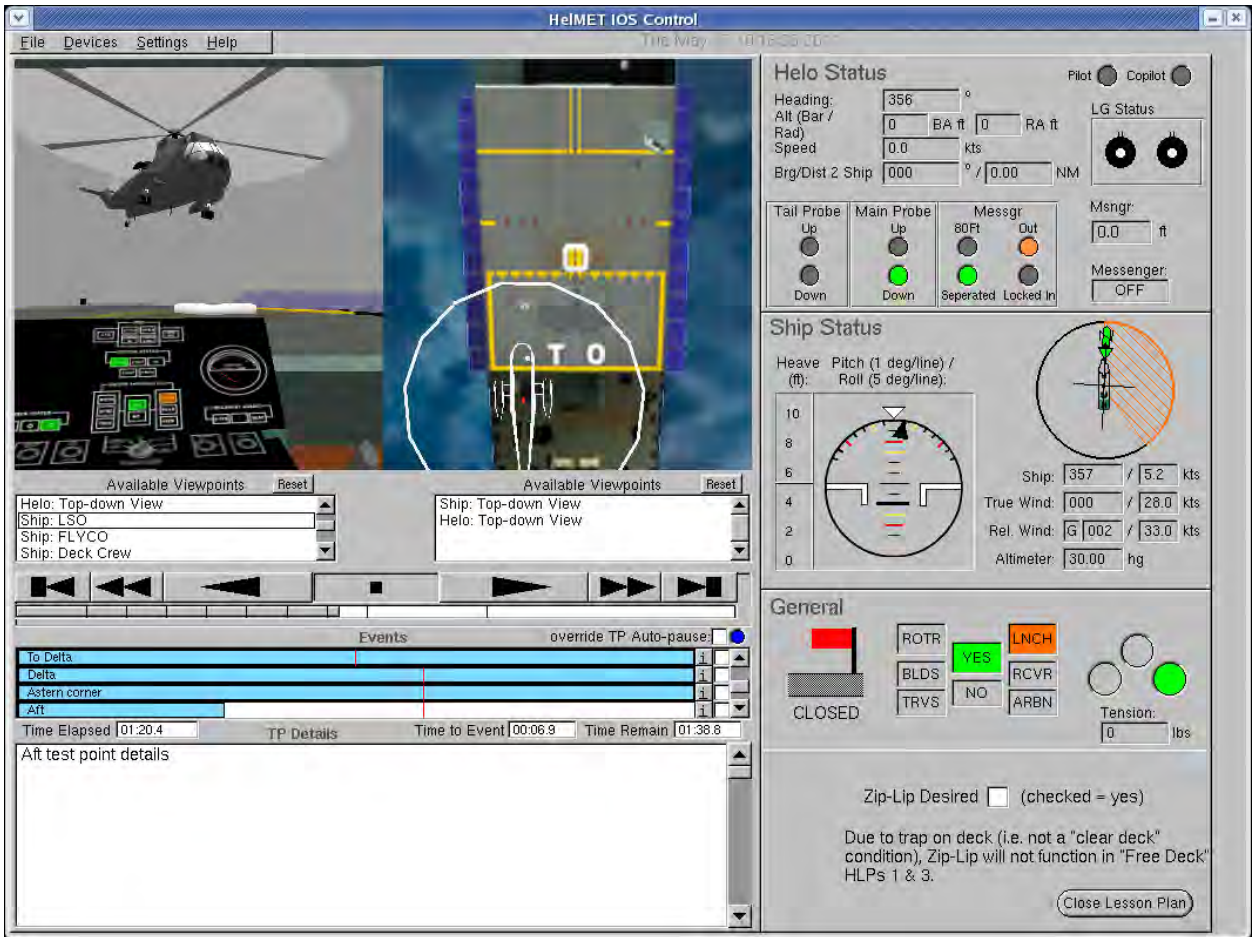 HelMET IOS Control
File Devices Settings Help
Tue May
T O
Available Viewpoints Reset
Helo: Top-down View
Ship: LSO
Ship: FLYCO
Ship: Deck Crew
Available Viewpoints Reset
Ship: Top-down View
Helo: Top-down View
Events override TP Auto-pause:
To Delta i
Delta i
Astern corner i
Aft i
Time Elapsed 01:20.4 TP Details Time to Event 00:06.9 Time Remain 01:38.8
Aft test point details
Helo Status Pilot Copilot
Heading: 356 °
Alt (Bar / Rad) 0 BA ft 0 RA ft
Speed 0.0 kts
Brg/Dist 2 Ship 000 ° / 0.00 NM
LG Status
Tail Probe Main Probe Messgr
Up Up 80Ft Out
Down Down Seperated Locked In
Msngr:
0.0 ft
Messenger:
OFF
Ship Status
Heave (ft):
Pitch (1 deg/line) /
Roll (5 deg/line):
10
8
6
4
2
0
Ship: 357 / 5.2 kts
True Wind: 000 / 28.0 kts
Rel. Wind: G 002 / 33.0 kts
Altimeter: 30.00 hg
General
CLOSED
ROTR YES LNCH
BLDS NO RCVR
TRVS ARBN
Tension:
0 lbs
Zip-Lip Desired (checked = yes)
Due to trap on deck (i.e. not a "clear deck"
condition), Zip-Lip will not function in "Free Deck"
HLPs 1 & 3.
Close Lesson Plan